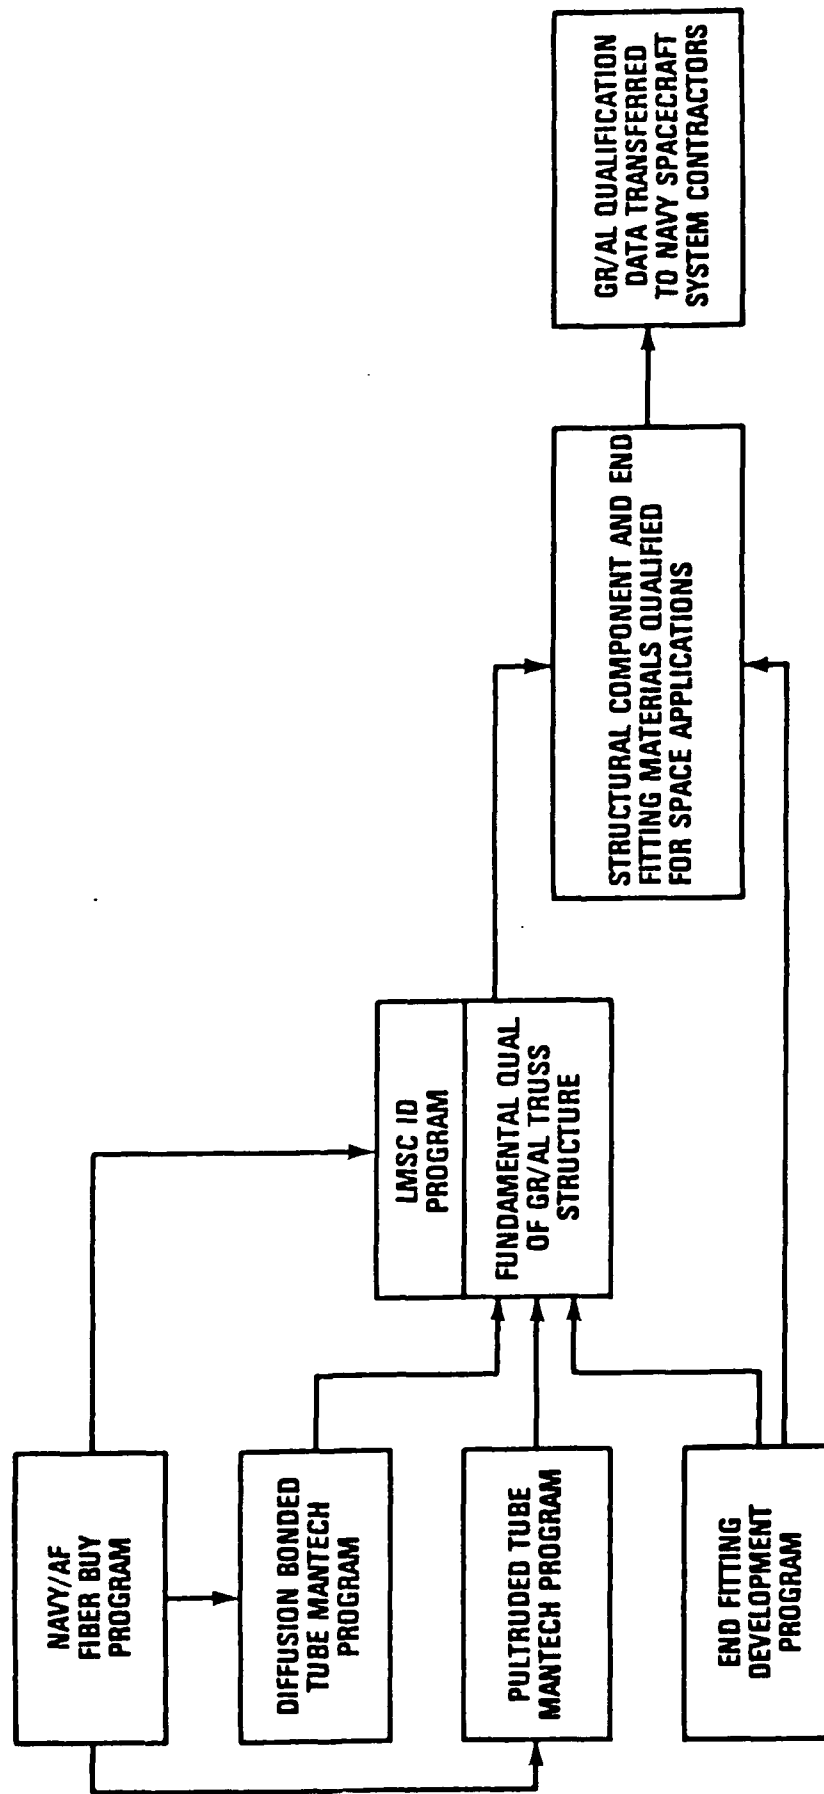 NAVY/AF
FIBER BUY
PROGRAM
DIFFUSION BONDED
TUBE MANTECH
PROGRAM
PULTRUDED TUBE
MANTECH PROGRAM
END FITTING
DEVELOPMENT
PROGRAM
LMSC ID
PROGRAM
FUNDAMENTAL QUAL
OF GR/AL TRUSS
STRUCTURE
STRUCTURAL COMPONENT AND END
FITTING MATERIALS QUALIFIED
FOR SPACE APPLICATIONS
GR/AL QUALIFICATION
DATA TRANSFERRED
TO NAVY SPACECRAFT
SYSTEM CONTRACTORS